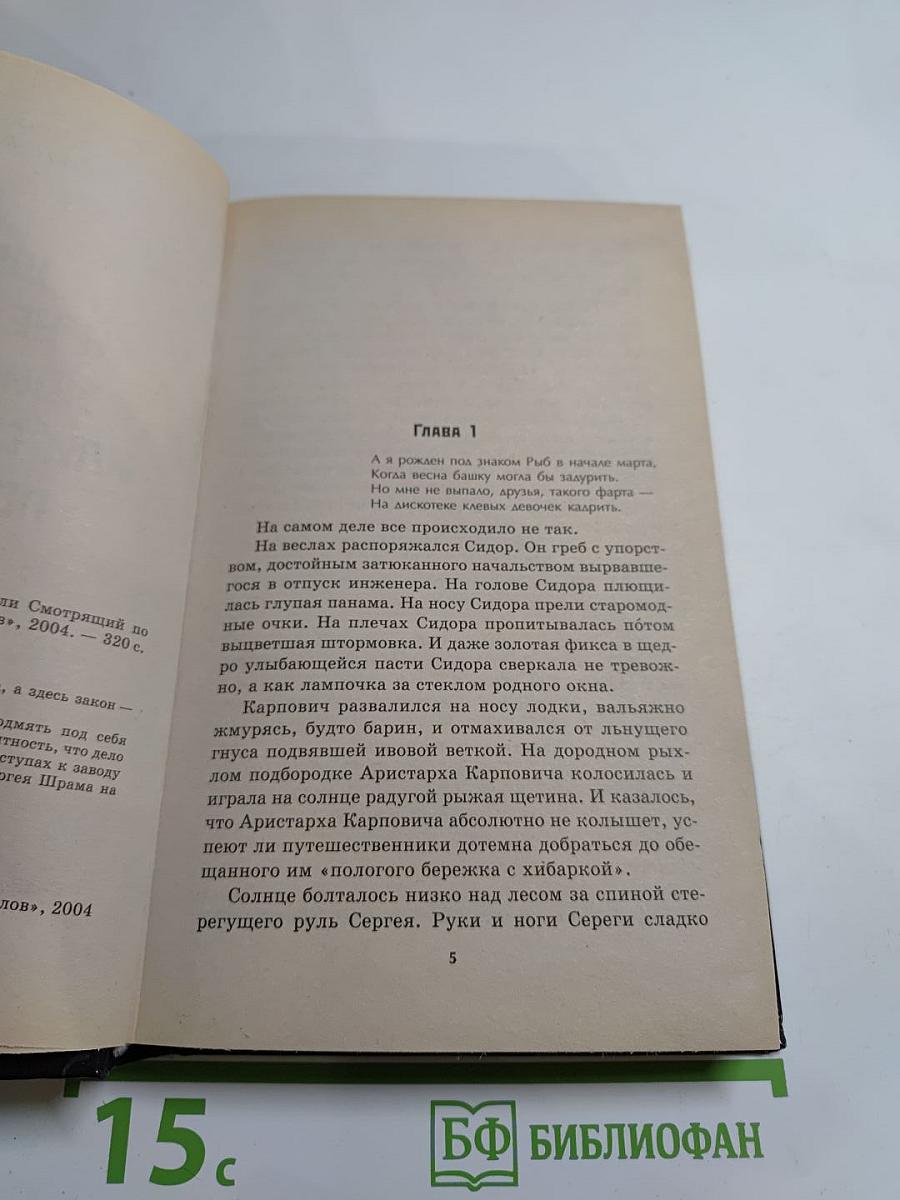 ли Смотрящий по
в», 2004. — 320 с.
, а здесь закон —
одмять под себя
тность, что дело
ступах к заводу
ргея Шрама на
лов», 2004
Глава 1
А я рожден под знаком Рыб в начале марта,
Когда весна башку могла бы задурить.
Но мне не выпало, друзья, такого фарта —
На дискотеке клевых девочек кадрить.
На самом деле все происходило не так.
На веслах распоряжался Сидор. Он греб с упорст-
вом, достойным затюканного начальством вырвавше-
гося в отпуск инженера. На голове Сидора плющи-
лась глупая панама. На носу Сидора прели старомод-
ные очки. На плечах Сидора пропитывалась пóтом
выцветшая штормовка. И даже золотая фикса в щед-
ро улыбающейся пасти Сидора сверкала не тревож-
но, а как лампочка за стеклом родного окна.
Карпович развалился на носу лодки, вальяжно
жмурясь, будто барин, и отмахивался от льнущего
гнуса подвявшей ивовой веткой. На дородном рых-
лом подбородке Аристарха Карповича колосилась и
играла на солнце радугой рыжая щетина. И казалось,
что Аристарха Карповича абсолютно не колышет, ус-
пеют ли путешественники дотемна добраться до обе-
щанного им «пологого бережка с хибаркой».
Солнце болталось низко над лесом за спиной сте-
регущего руль Сергея. Руки и ноги Сереги сладко
5
15 с
БФ БИБЛИОФАН